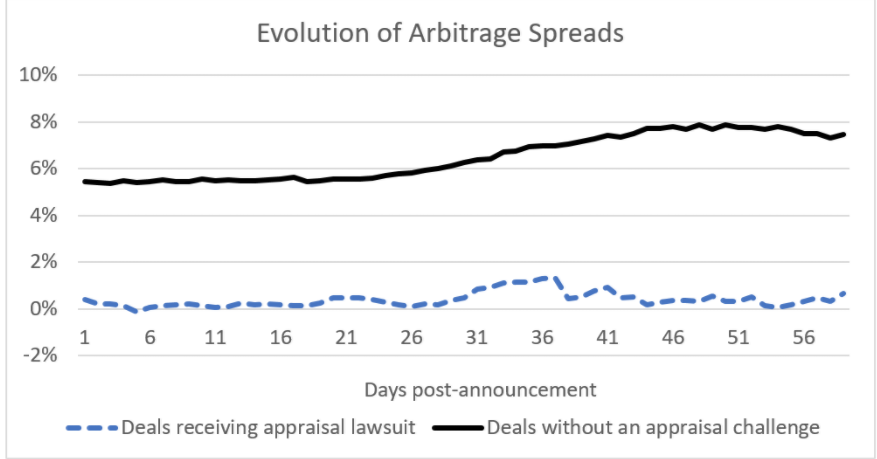 Evolution of Arbitrage Spreads
10%
8%
6%
4%
2%
0%
1 6 11 16 21 26 31 36 41 46 51 56
-2%
Days post-announcement
Deals receiving appraisal lawsuit Deals without an appraisal challenge